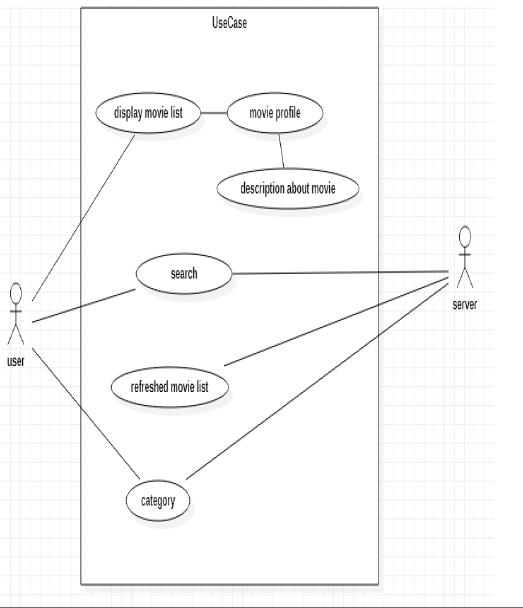 UseCase
display movie list
movie profile
description about movie
search
server
user
refreshed movie list
category